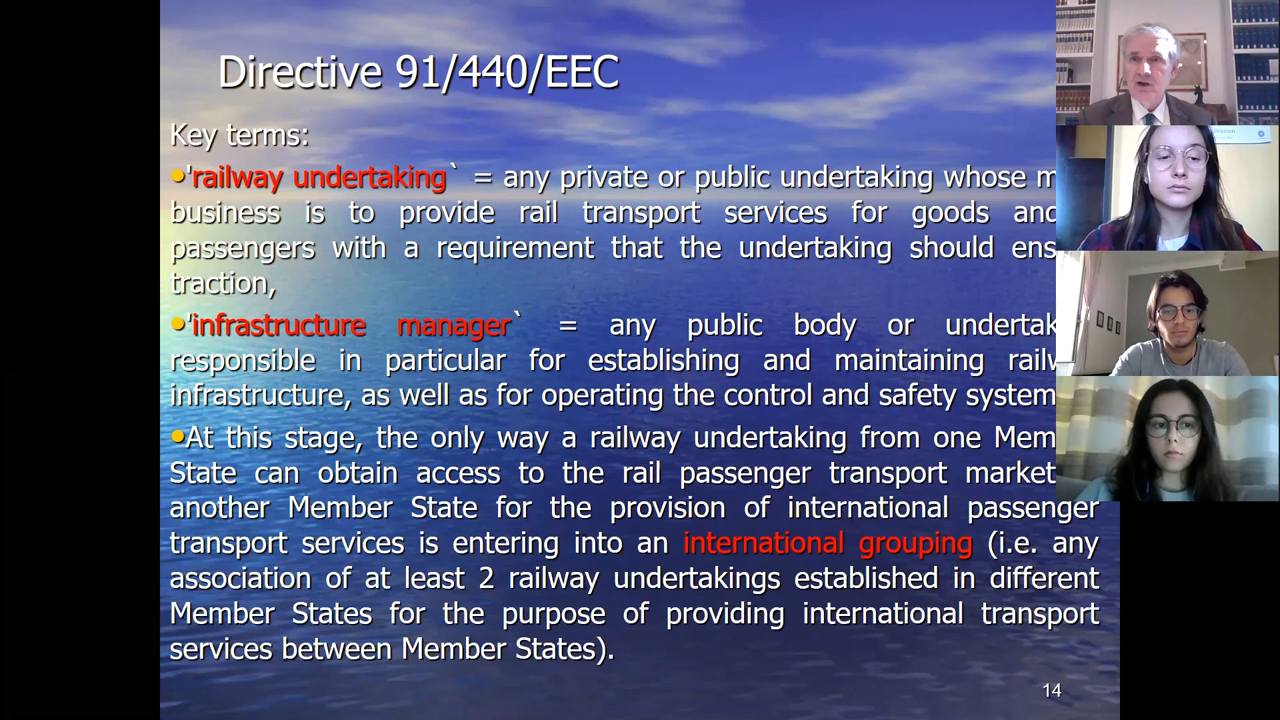 Directive 91/440/EEC
Key terms:
•'railway undertaking` = any private or public undertaking whose m
business is to provide rail transport services for goods and
passengers with a requirement that the undertaking should ens
traction,
•'infrastructure manager` = any public body or undertak
responsible in particular for establishing and maintaining railw
infrastructure, as well as for operating the control and safety system
•At this stage, the only way a railway undertaking from one Mem
State can obtain access to the rail passenger transport market
another Member State for the provision of international passenger
transport services is entering into an international grouping (i.e. any
association of at least 2 railway undertakings established in different
Member States for the purpose of providing international transport
services between Member States).
14